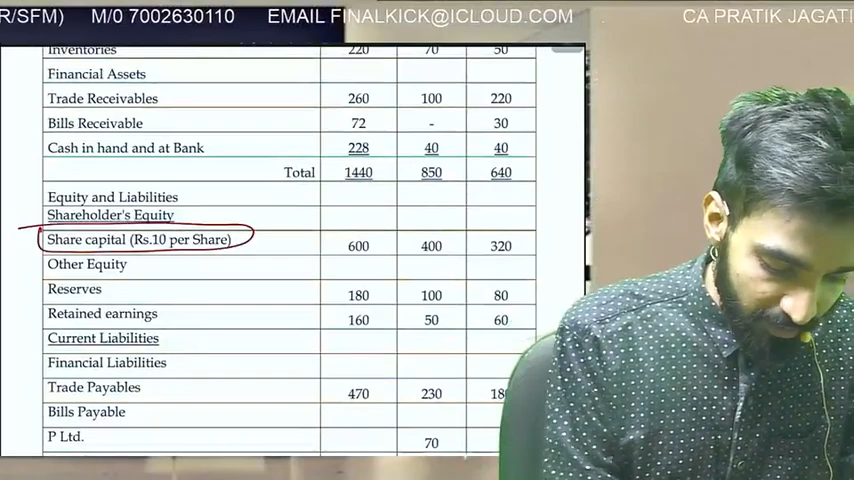 R/SFM) M/0 7002630110 EMAIL FINALKICK@ICLOUD.COM CA PRATIK JAGATI
Inventories 220 70 50
Financial Assets
Trade Receivables 260 100 220
Bills Receivable 72 - 30
Cash in hand and at Bank 228 40 40
Total 1440 850 640
Equity and Liabilities
Shareholder's Equity
Share capital (Rs.10 per Share) 600 400 320
Other Equity
Reserves 180 100 80
Retained earnings 160 50 60
Current Liabilities
Financial Liabilities
Trade Payables 470 230
Bills Payable
P Ltd. 70